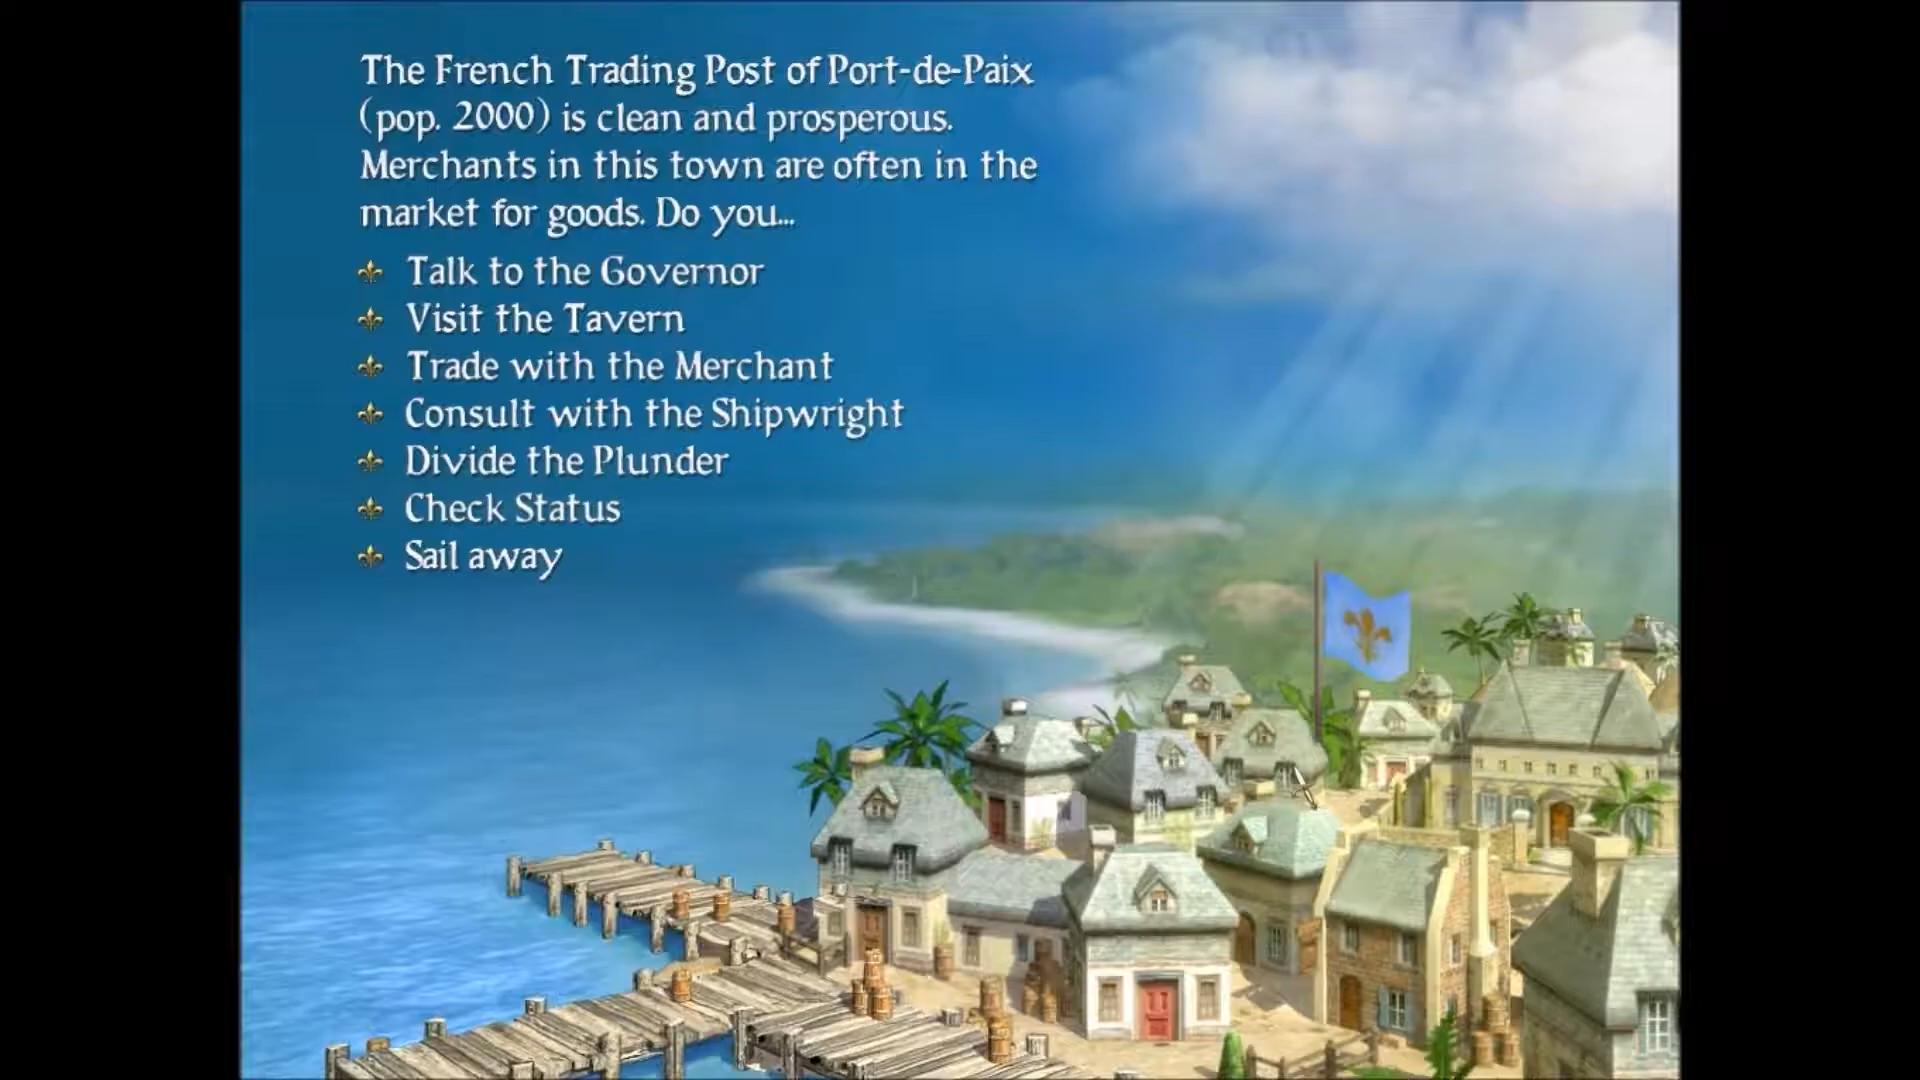 The French Trading Post of Port-de-Paix
(pop. 2000) is clean and prosperous.
Merchants in this town are often in the
market for goods. Do you...
Talk to the Governor
Visit the Tavern
Trade with the Merchant
Consult with the Shipwright
Divide the Plunder
Check Status
Sail away